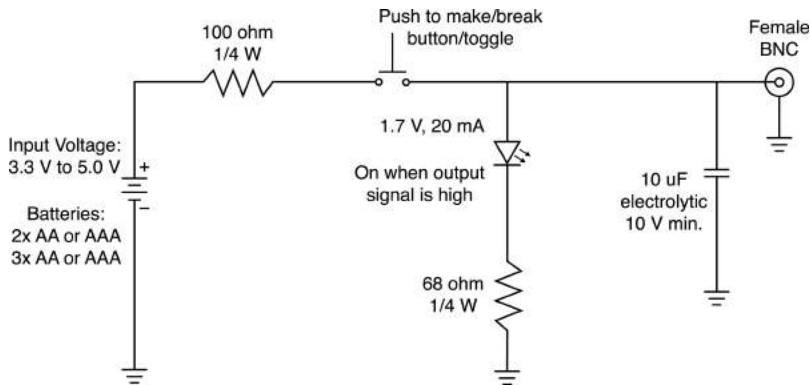 Push to make/break
button/toggle
100 ohm
1/4 W
Female
BNC
Input Voltage:
3.3 V to 5.0 V
+
−
Batteries:
2x AA or AAA
3x AA or AAA
1.7 V, 20 mA
On when output
signal is high
68 ohm
1/4 W
10 uF
electrolytic
10 V min.